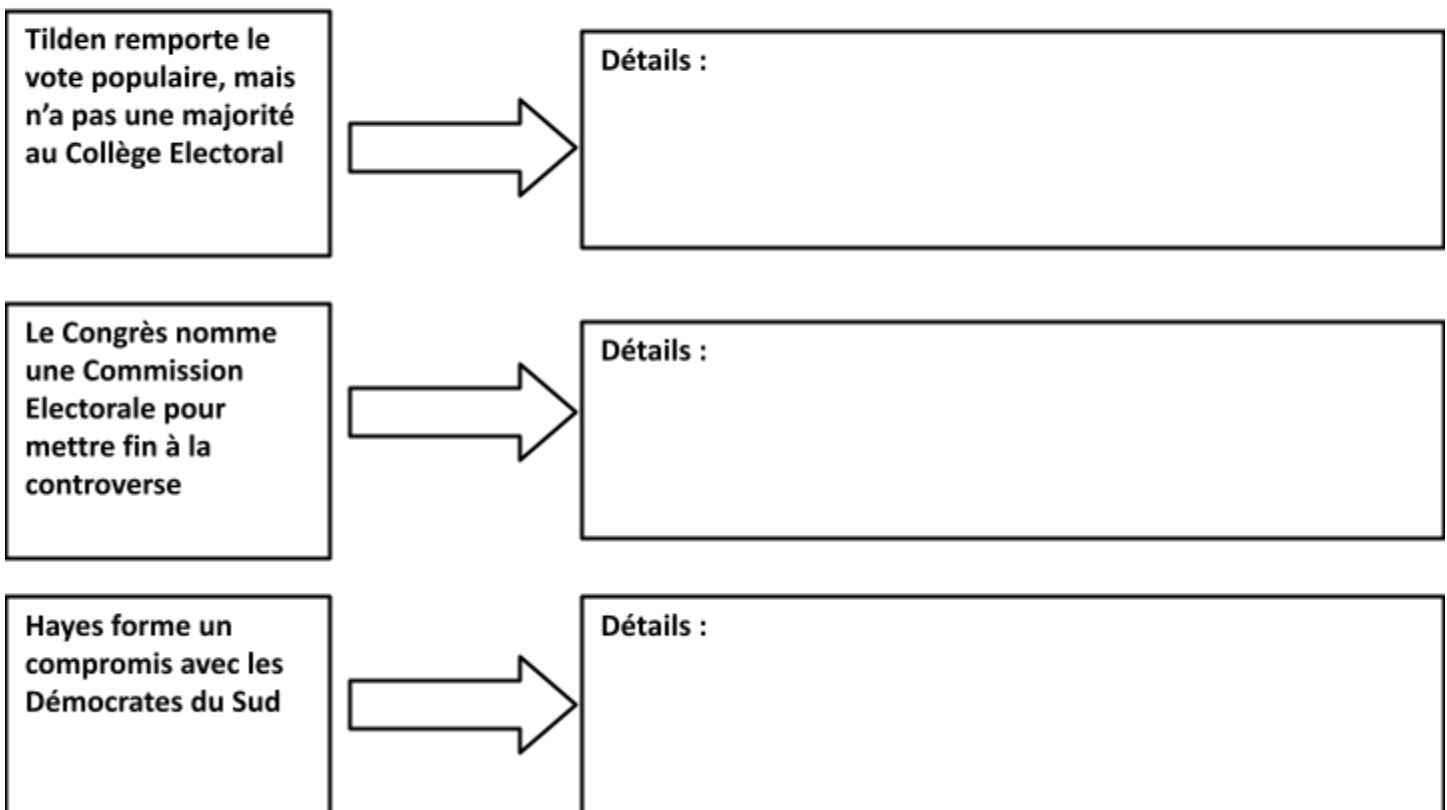 Tilden remporte le
vote populaire, mais
n’a pas une majorité
au Collège Electoral
Détails :
Le Congrès nomme
une Commission
Electorale pour
mettre fin à la
controverse
Détails :
Hayes forme un
compromis avec les
Démocrates du Sud
Détails :